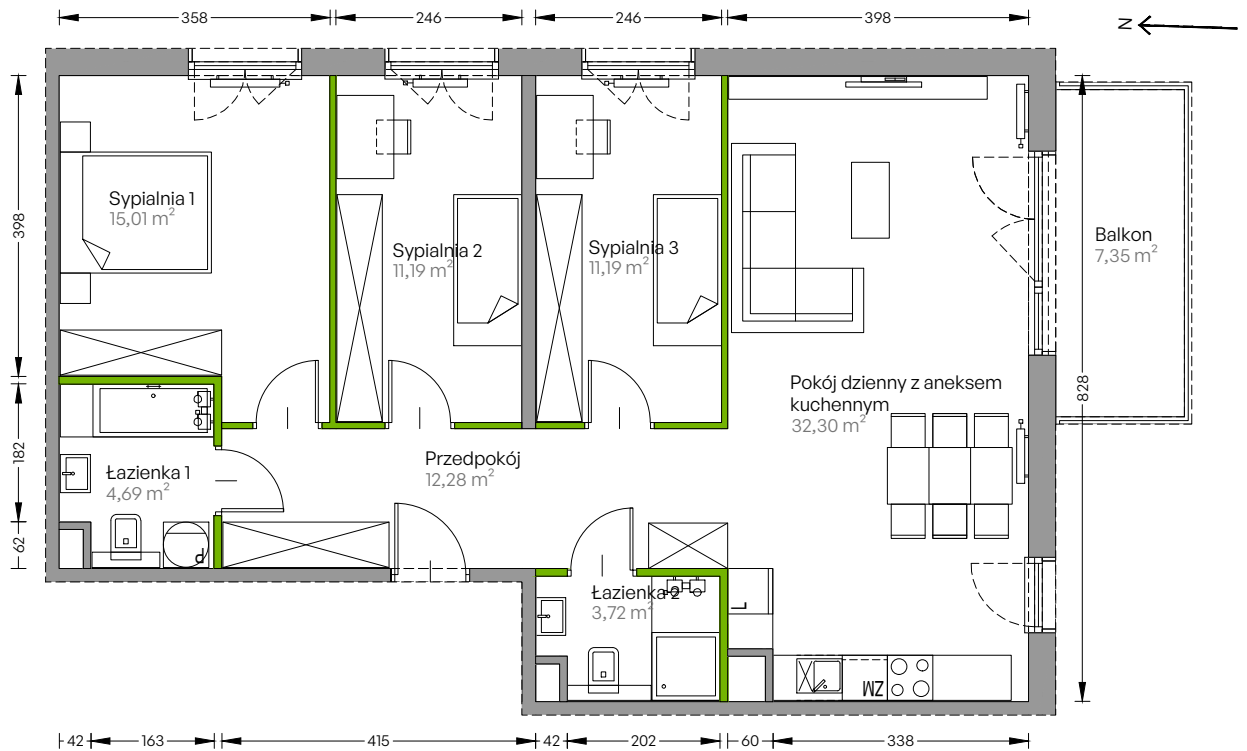 358
246
246
398
N
398
182
62
Sypialnia 1
15,01 m²
Sypialnia 2
11,19 m²
Sypialnia 3
11,19 m²
Balkon
7,35 m²
828
Pokój dzienny z aneksem
kuchennym
32,30 m²
Przedpokój
12,28 m²
Łazienka 1
4,69 m²
P
Łazienka 2
3,72 m²
L
ZM
42
163
415
42
202
60
338